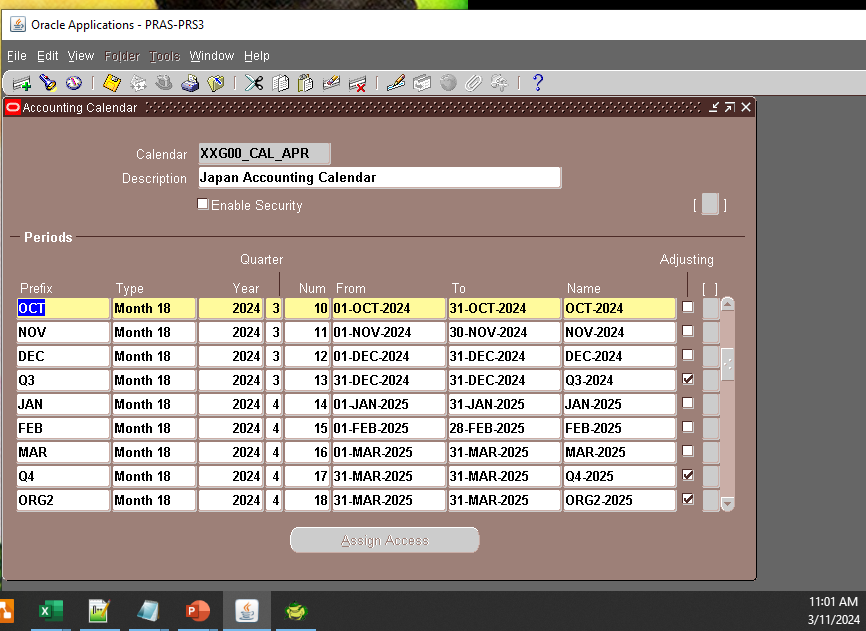 Oracle Applications - PRAS-PRS3
File Edit View Folder Tools Window Help
?
Accounting Calendar
Calendar XXG00_CAL_APR
Description Japan Accounting Calendar
Enable Security
[ ]
Periods
Quarter Adjusting
Prefix Type Year Num From To Name [ ]
OCT Month 18 2024 3 10 01-OCT-2024 31-OCT-2024 OCT-2024
NOV Month 18 2024 3 11 01-NOV-2024 30-NOV-2024 NOV-2024
DEC Month 18 2024 3 12 01-DEC-2024 31-DEC-2024 DEC-2024
Q3 Month 18 2024 3 13 31-DEC-2024 31-DEC-2024 Q3-2024
JAN Month 18 2024 4 14 01-JAN-2025 31-JAN-2025 JAN-2025
FEB Month 18 2024 4 15 01-FEB-2025 28-FEB-2025 FEB-2025
MAR Month 18 2024 4 16 01-MAR-2025 31-MAR-2025 MAR-2025
Q4 Month 18 2024 4 17 31-MAR-2025 31-MAR-2025 Q4-2025
ORG2 Month 18 2024 4 18 31-MAR-2025 31-MAR-2025 ORG2-2025
Assign Access
11:01 AM
3/11/2024